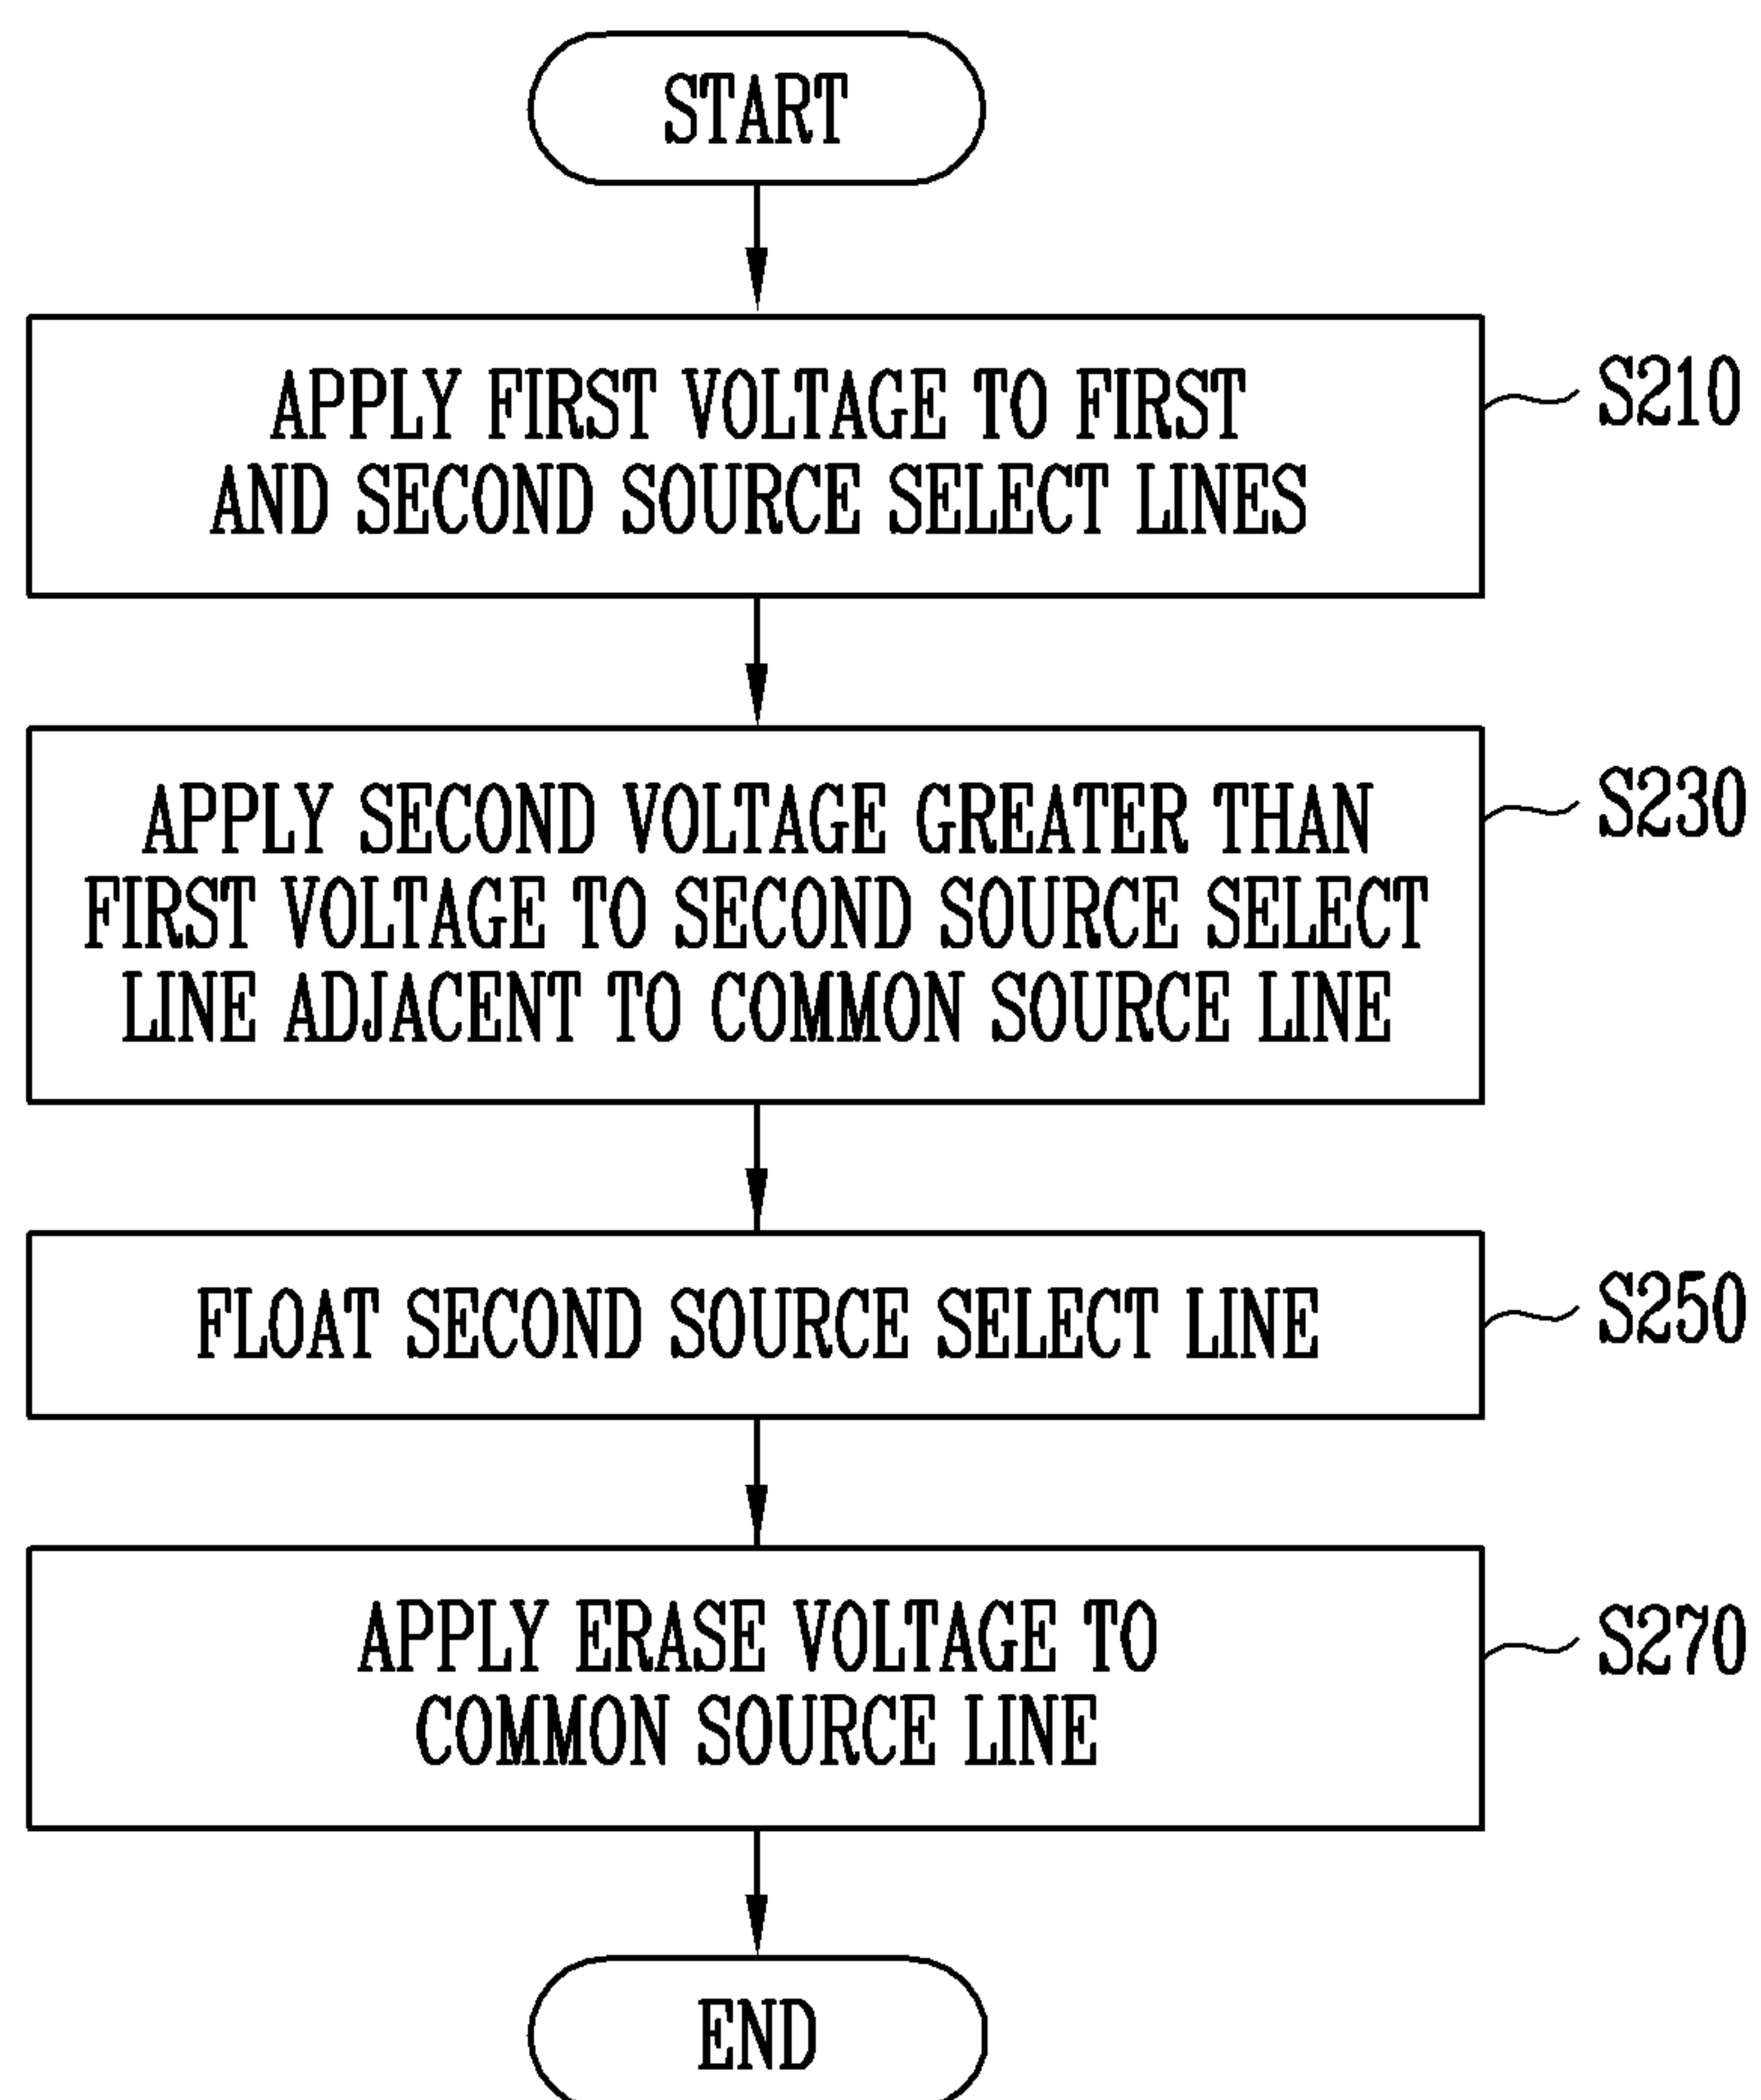 START
APPLY FIRST VOLTAGE TO FIRST
AND SECOND SOURCE SELECT LINES
S210
APPLY SECOND VOLTAGE GREATER THAN
FIRST VOLTAGE TO SECOND SOURCE SELECT
LINE ADJACENT TO COMMON SOURCE LINE
S230
FLOAT SECOND SOURCE SELECT LINE
S250
APPLY ERASE VOLTAGE TO
COMMON SOURCE LINE
S270
END